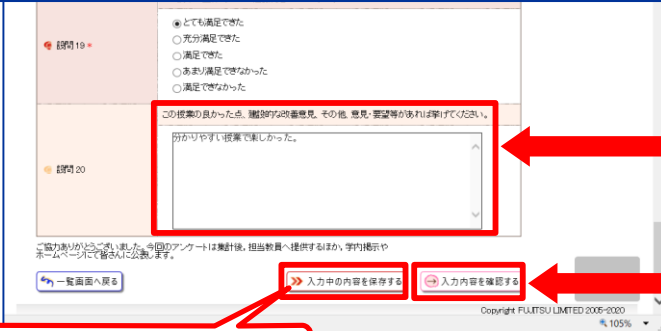 とても満足できた
充分満足できた
設問19*
満足できた
あまり満足できなかった
満足できなかった
この授業の良かった点、建設的な改善意見、その他、意見・要望等があれば挙げてください。
分かりやすい授業で楽しかった。
設問20
ご協力ありがとうございました。今回のアンケートは集計後、担当教員へ提供するほか、学内掲示や
ホームページにて皆さんに公表します。
一覧画面へ戻る
入力中の内容を保存する
入力内容を確認する
Copyright FUJITSU LIMITED 2005-2020
105%